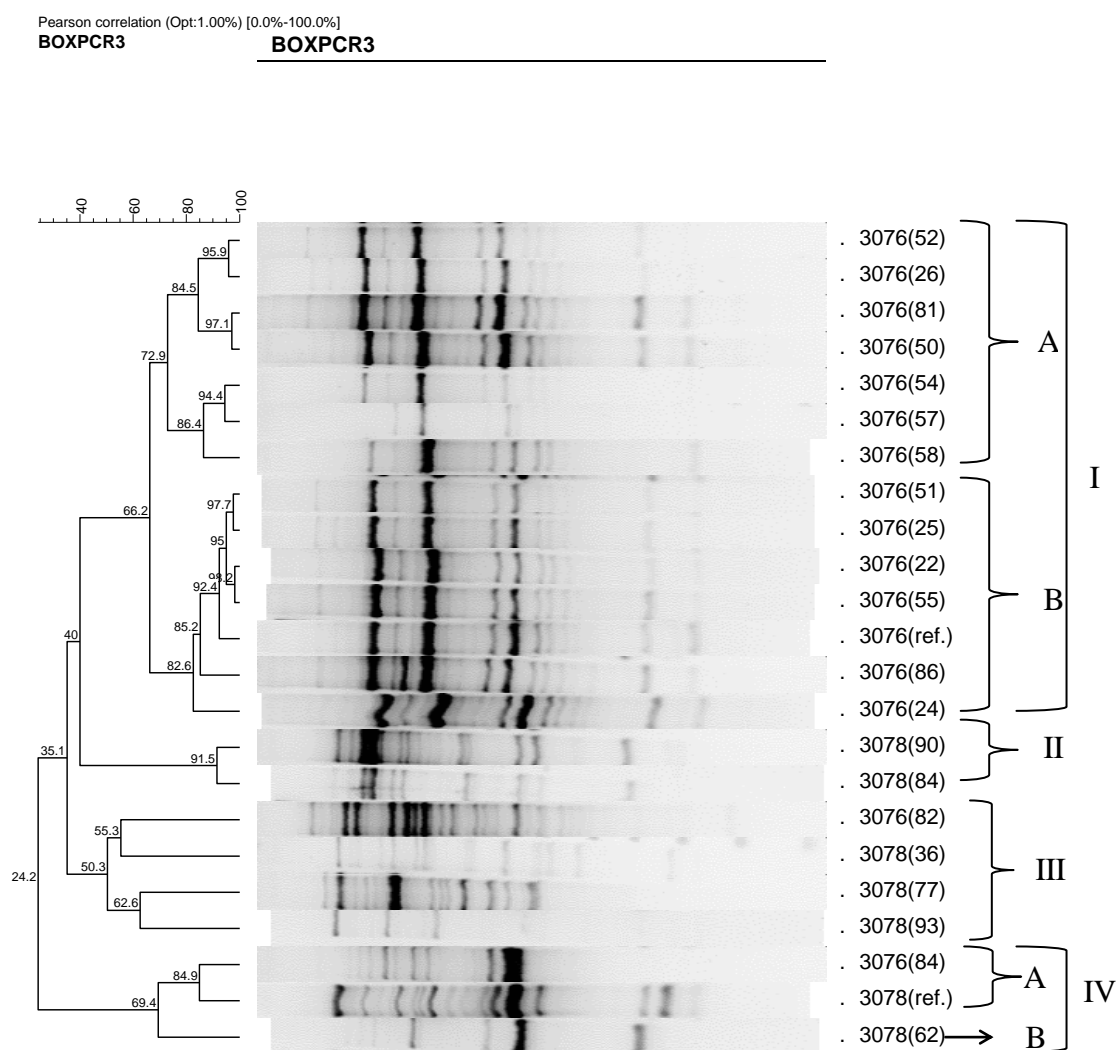 Pearson correlation (Opt:1.00%) [0.0%-100.0%]
BOXPCR3 BOXPCR3
40 60 80 100
95.9 . 3076(52)
. 3076(26)
84.5
97.1 . 3076(81)
72.9 . 3076(50) A
94.4 . 3076(54)
86.4 . 3076(57)
. 3076(58)
I
97.7 . 3076(51)
66.2
95 . 3076(25)
98.2 . 3076(22)
92.4 . 3076(55) B
85.2 . 3076(ref.)
40
82.6 . 3076(86)
. 3076(24)
35.1 91.5 . 3078(90) II
. 3078(84)
55.3 . 3076(82)
50.3 . 3078(36) III
24.2
62.6 . 3078(77)
. 3078(93)
84.9 . 3076(84) A
69.4 . 3078(ref.) IV
. 3078(62) B